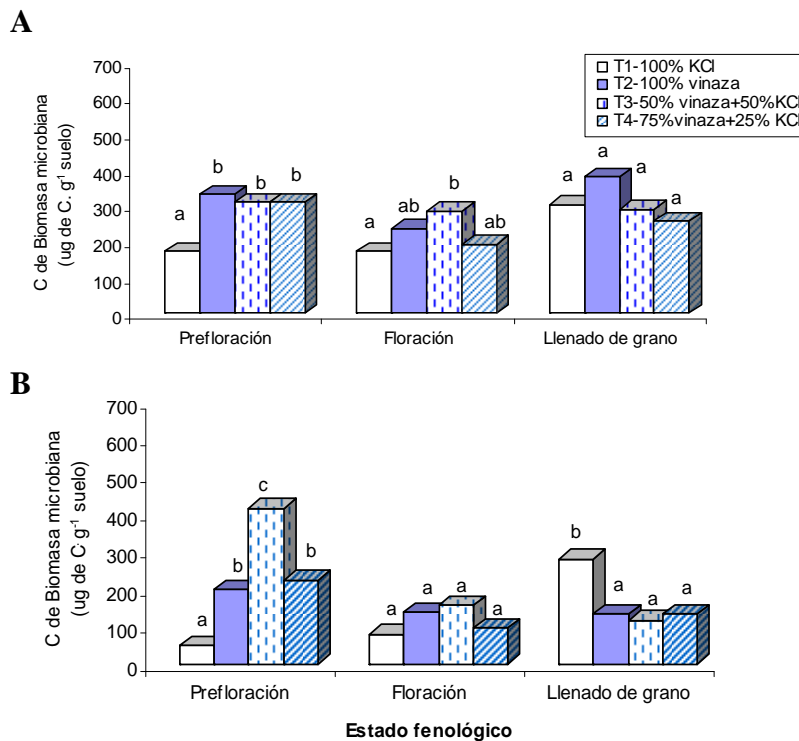 A
T1-100% KCl
T2-100% vinaza
T3-50% vinaza+50%KCl
T4-75%vinaza+25% KCl
C de Biomasa microbiana
(ug de C. g-1 suelo)
700
600
500
400
300
200
100
0
a b b b
a ab b ab
a a a a
Prefloración Floración Llenado de grano
B
C de Biomasa microbiana
(ug de C g-1 suelo)
700
600
500
400
300
200
100
0
a b c b
a a a a
b a a a
Prefloración Floración Llenado de grano
Estado fenológico